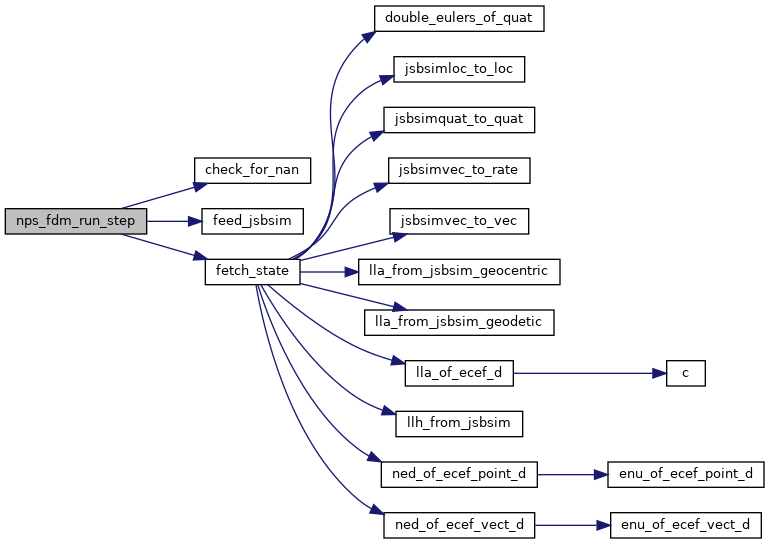 double_eulers_of_quat
jsbsimloc_to_loc
jsbsimquat_to_quat
check_for_nan
jsbsimvec_to_rate
nps_fdm_run_step
feed_jsbsim
jsbsimvec_to_vec
fetch_state
lla_from_jsbsim_geocentric
lla_from_jsbsim_geodetic
lla_of_ecef_d
c
llh_from_jsbsim
ned_of_ecef_point_d
enu_of_ecef_point_d
ned_of_ecef_vect_d
enu_of_ecef_vect_d